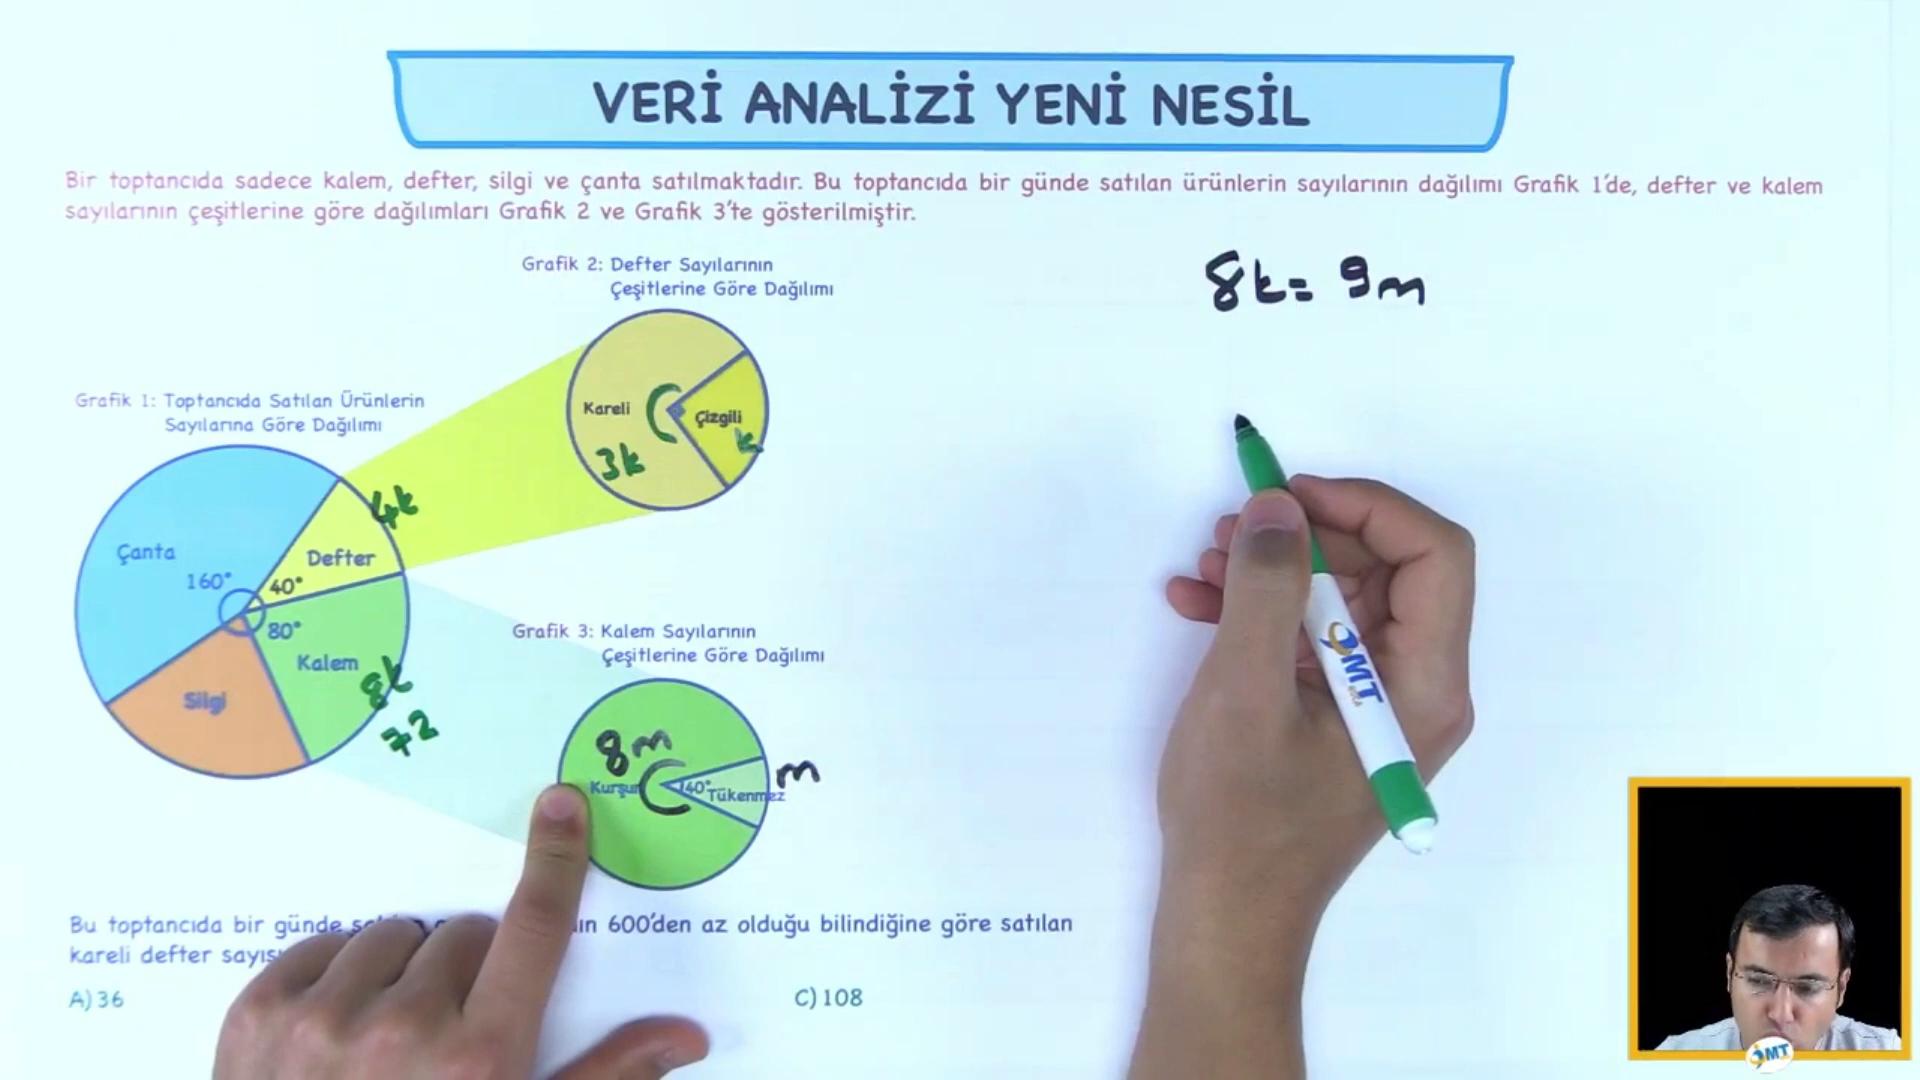 VERİ ANALİZİ YENİ NESİL
Bir toptancıda sadece kalem, defter, silgi ve çanta satılmaktadır. Bu toptancıda bir günde satılan ürünlerin sayılarının dağılımı Grafik 1'de, defter ve kalem
sayılarının çeşitlerine göre dağılımları Grafik 2 ve Grafik 3'te gösterilmiştir.
Grafik 2: Defter Sayılarının
Çeşitlerine Göre Dağılımı
8k = 9m
Kareli
Çizgili
3k
k
Grafik 1: Toptancıda Satılan Ürünlerin
Sayılarına Göre Dağılımı
4k
Çanta
Defter
160°
40°
80°
Kalem
8k
72
Silgi
Grafik 3: Kalem Sayılarının
Çeşitlerine Göre Dağılımı
8m
m
Kurşun
40°
Tükenmez
Bu toptancıda bir günde 600'den az olduğu bilindiğine göre satılan
kareli defter
A) 36
C) 108
MT
MT